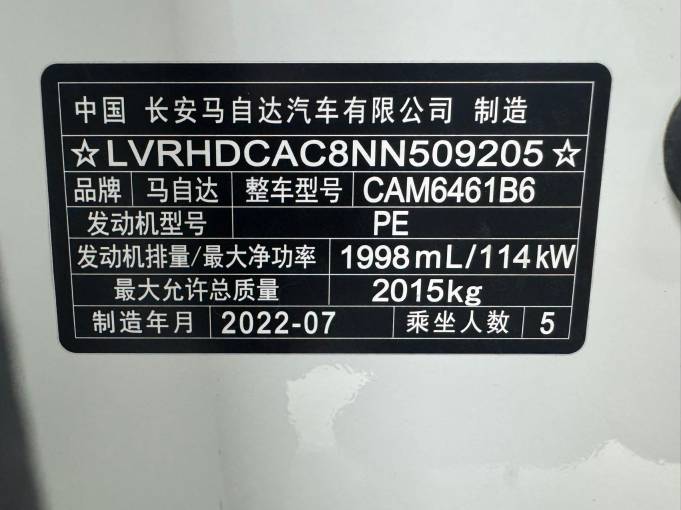 中国 长安马自达汽车有限公司 制造
☆LVRHDCAC8NN509205☆
品牌 马自达 整车型号 CAM6461B6
发动机型号 PE
发动机排量/最大净功率 1998mL/114kW
最大允许总质量 2015kg
制造年月 2022-07 乘坐人数 5